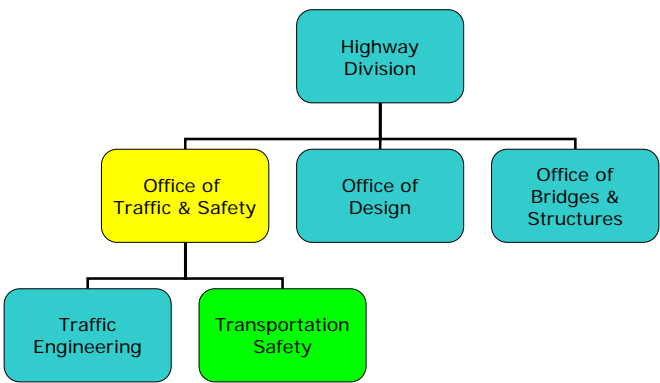 Highway
Division
Office of
Traffic & Safety
Office of
Design
Office of
Bridges &
Structures
Traffic
Engineering
Transportation
Safety